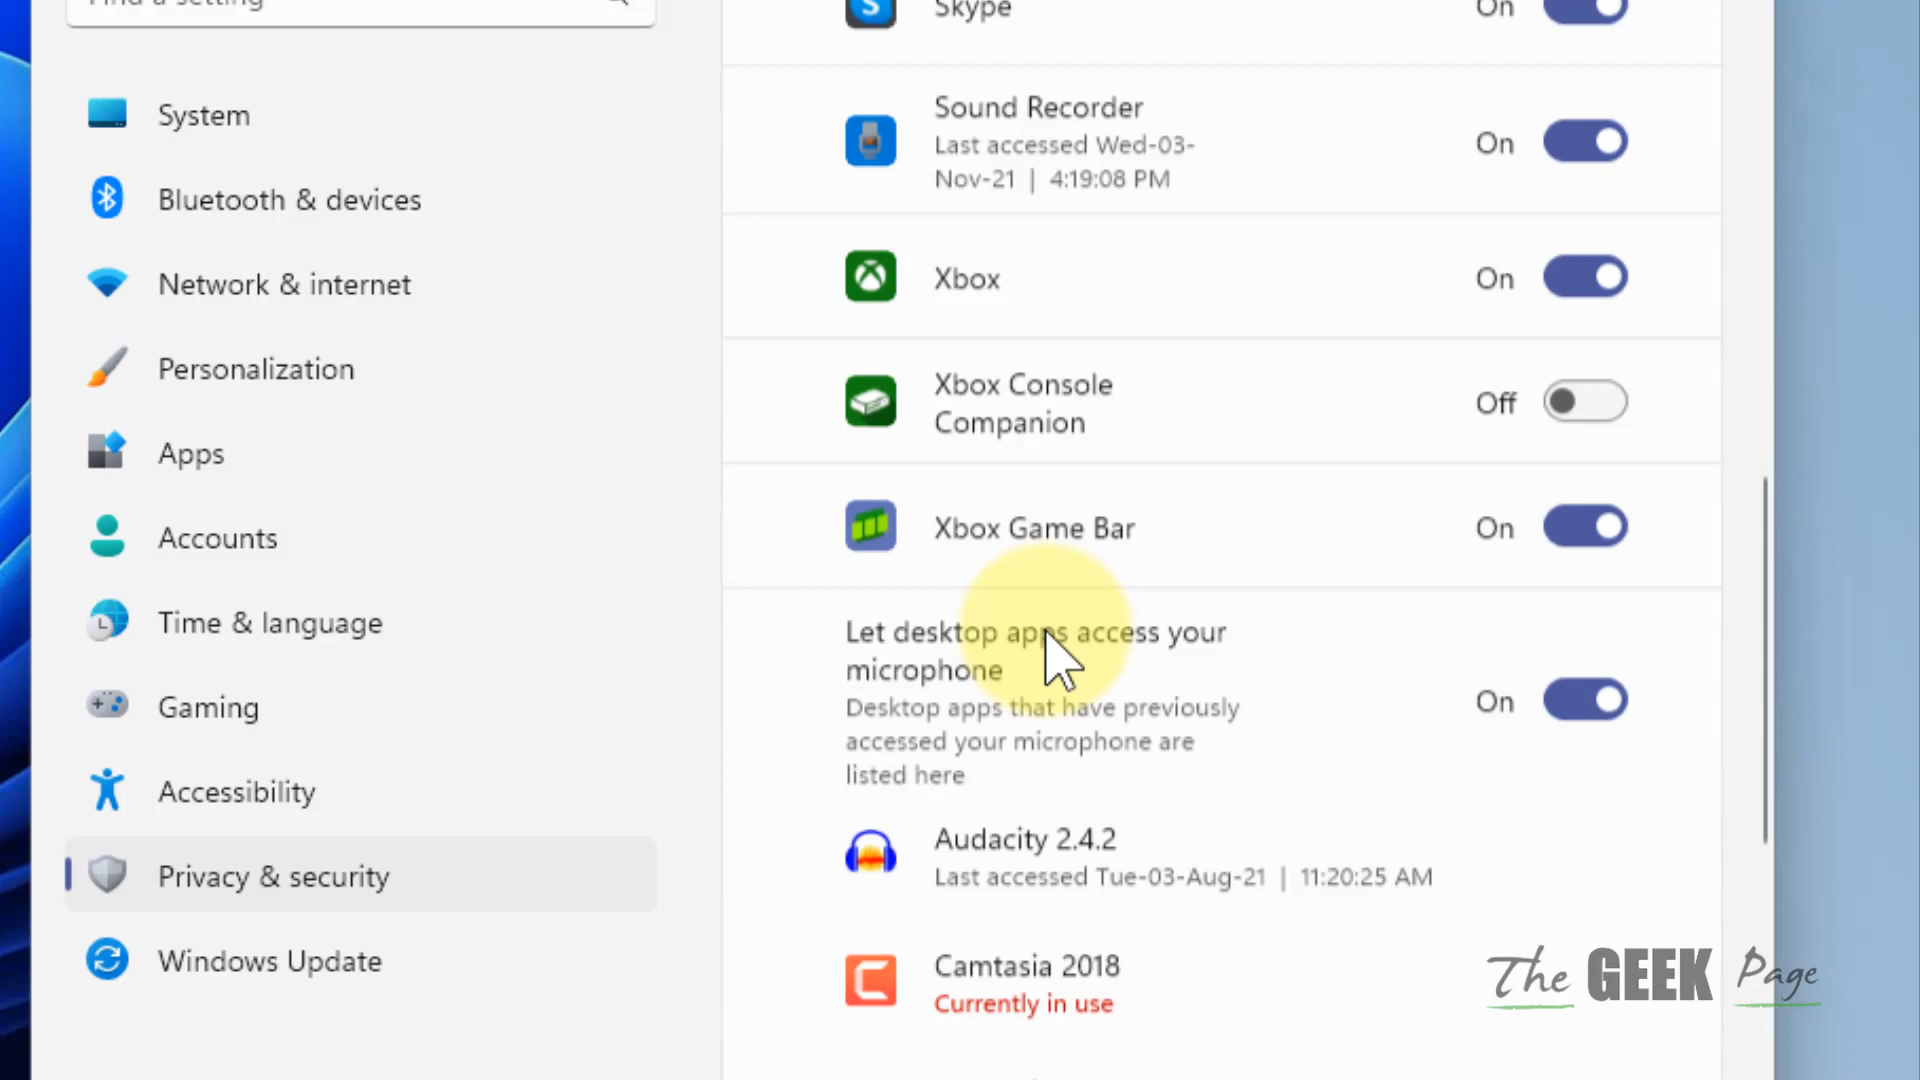 Find a setting
System
Bluetooth & devices
Network & internet
Personalization
Apps
Accounts
Time & language
Gaming
Accessibility
Privacy & security
Windows Update
Skype
On
Sound Recorder
Last accessed Wed-03-
Nov-21 | 4:19:08 PM
On
Xbox
On
Xbox Console
Companion
Off
Xbox Game Bar
On
Let desktop apps access your
microphone
Desktop apps that have previously
accessed your microphone are
listed here
On
Audacity 2.4.2
Last accessed Tue-03-Aug-21 | 11:20:25 AM
Camtasia 2018
Currently in use
The GEEK Page